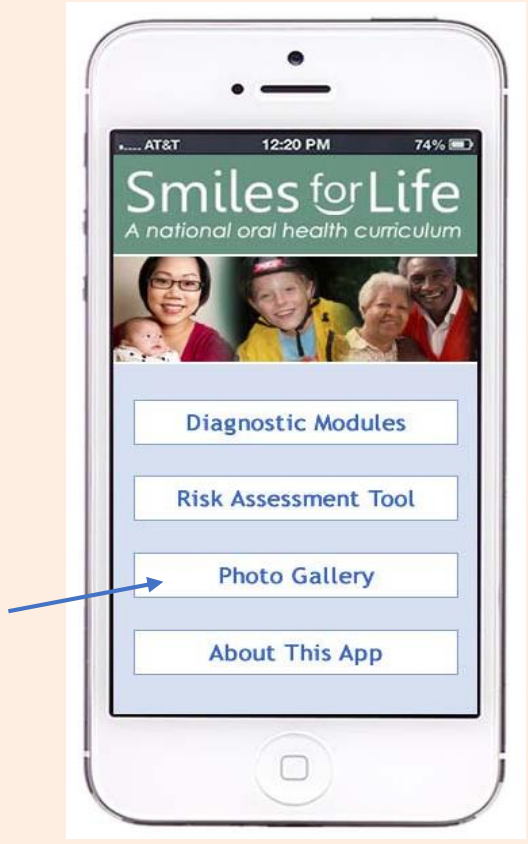 AT&T 12:20 PM 74%
Smiles for Life
A national oral health curriculum
Diagnostic Modules
Risk Assessment Tool
Photo Gallery
About This App